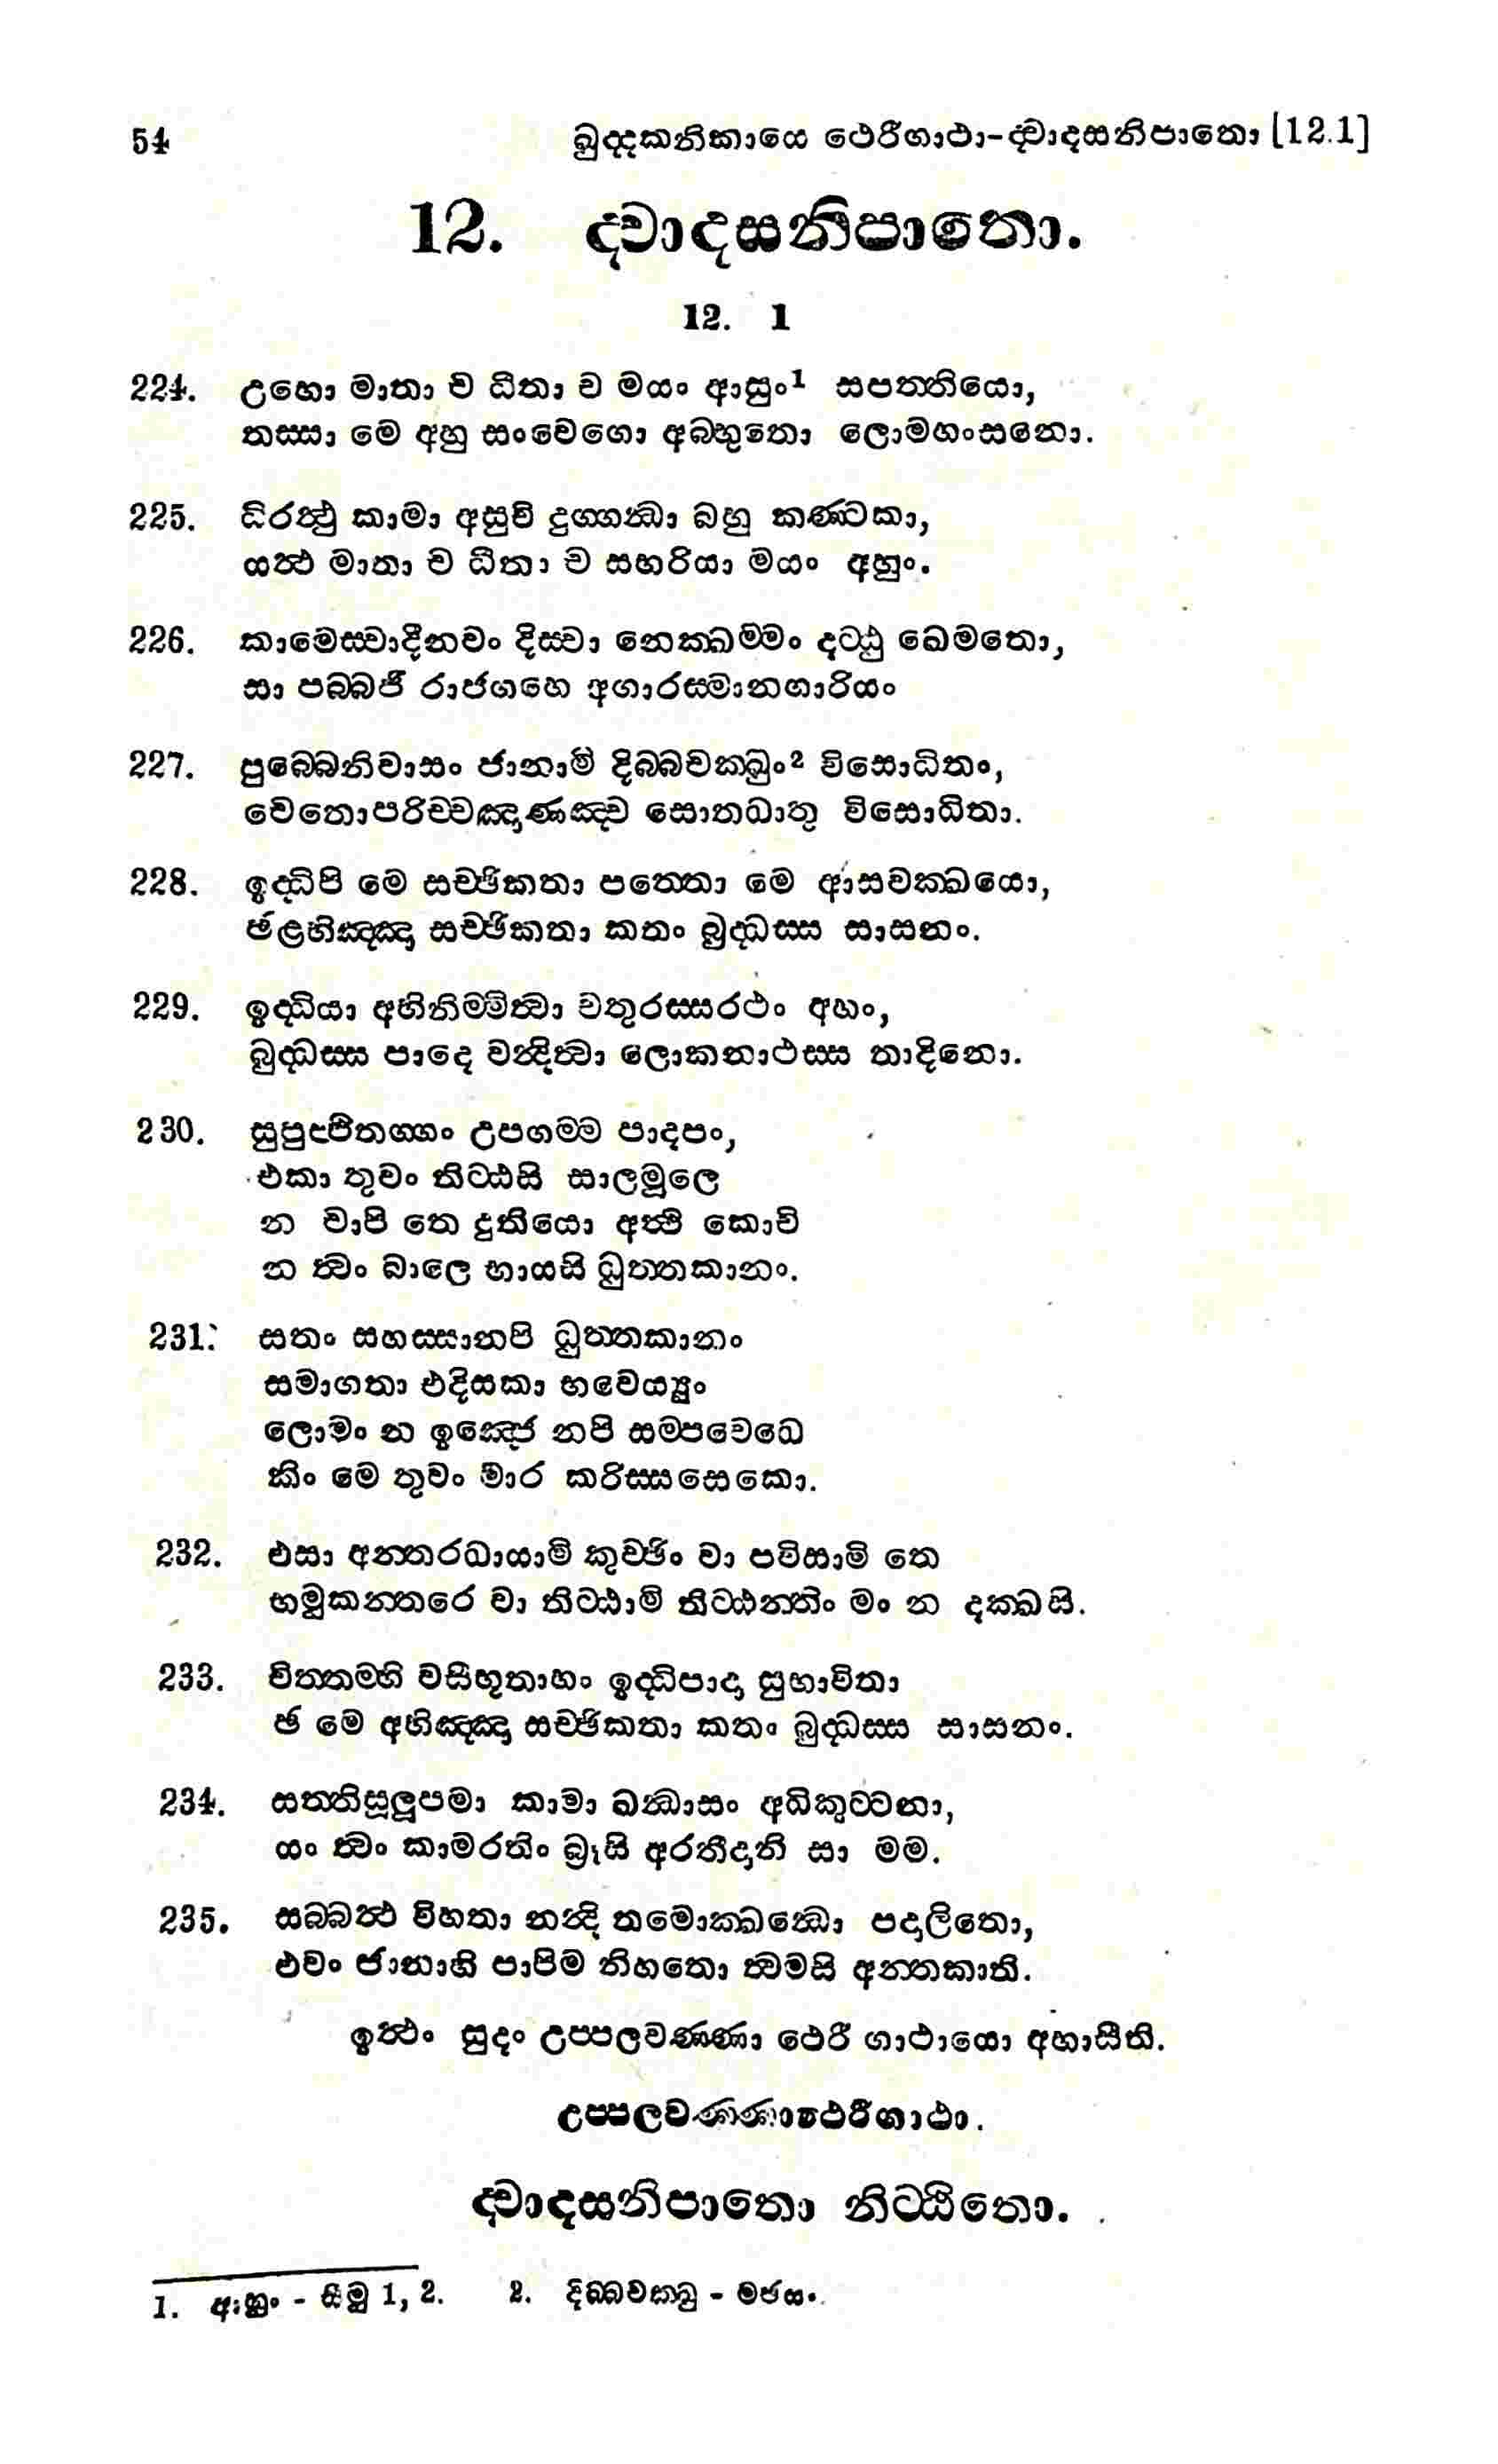 54 ඛුද්දකනිකායෙ ථෙරීගාථා-ද්වාදසනිපාතො [12.1]
12. ද්වාදසනිපාතො.
12. 1
224. උභො මාතා ච ධීතා ච මයං ආසුං¹ සපත්තියො,
තස්සා මෙ අහු සංවෙගො අබ්භුතො ලොමහංසනො.
225. ධිරත්ථු කාමා අසුචී දුග්ගන්ධා බහු කණ්ටකා,
යත්ථ මාතා ච ධීතා ච සභරියා මයං අහුං.
226. කාමෙස්වාදීනවං දිස්වා නෙක්ඛම්මං දට්ඨු ඛෙමතො,
සා පබ්බජී රාජගහෙ අගාරස්මානගාරියං
227. පුබ්බෙනිවාසං ජානාමි දිබ්බචක්ඛුං² විසොධිතං,
චෙතොපරිච්චඤාණඤ්ච සොතධාතු විසොධිතා.
228. ඉද්ධිපි මෙ සච්ඡිකතා පත්තො මෙ ආසවක්ඛයො,
ඡළභිඤ්ඤා සච්ඡිකතා කතං බුද්ධස්ස සාසනං.
229. ඉද්ධියා අභිනිම්මිත්වා චතුරස්සරථං අහං,
බුද්ධස්ස පාදෙ වන්දිත්වා ලොකනාථස්ස තාදිනො.
230. සුපුප්ඵිතග්ගං උපගම්ම පාදපං,
එකා තුවං තිට්ඨසි සාලමූලෙ
න චාපි තෙ දුතියො අත්ථි කොචි
න ත්වං බාලෙ භායසි ධුත්තකානං.
231. සතං සහස්සානපි ධුත්තකානං
සමාගතා එදිසකා භවෙය්‍යුං
ලොමං න ඉඤ්ජෙ නපි සම්පවෙධෙ
කිං මෙ තුවං මාර කරිස්සසෙකො.
232. එසා අන්තරධායාමි කුච්ඡිං වා පවිසාමි තෙ
භමුකන්තරෙ වා තිට්ඨාමි තිට්ඨන්තිං මං න දක්ඛසි.
233. චිත්තම්හි වසීභූතාහං ඉද්ධිපාදා සුභාවිතා
ඡ මෙ අභිඤ්ඤා සච්ඡිකතා කතං බුද්ධස්ස සාසනං.
234. සත්තිසූලූපමා කාමා ඛන්ධාසං අධිකුට්ටනා,
යං ත්වං කාමරතිං බ්‍රූසි අරතීදානි සා මම.
235. සබ්බත්ථ විහතා නන්දි තමොක්ඛන්ධො පදාලිතො,
එවං ජානාහි පාපිම නිහතො ත්වමසි අන්තකාති.
ඉත්ථං සුදං උප්පලවණ්ණා ථෙරී ගාථායො අභාසීති.
උප්පලවණ්ණාථෙරීගාථා.
ද්වාදසනිපාතො නිට්ඨිතො.
1. ආහුං - සීමු 1, 2. 2. දිබ්බචක්ඛු - මජසං.